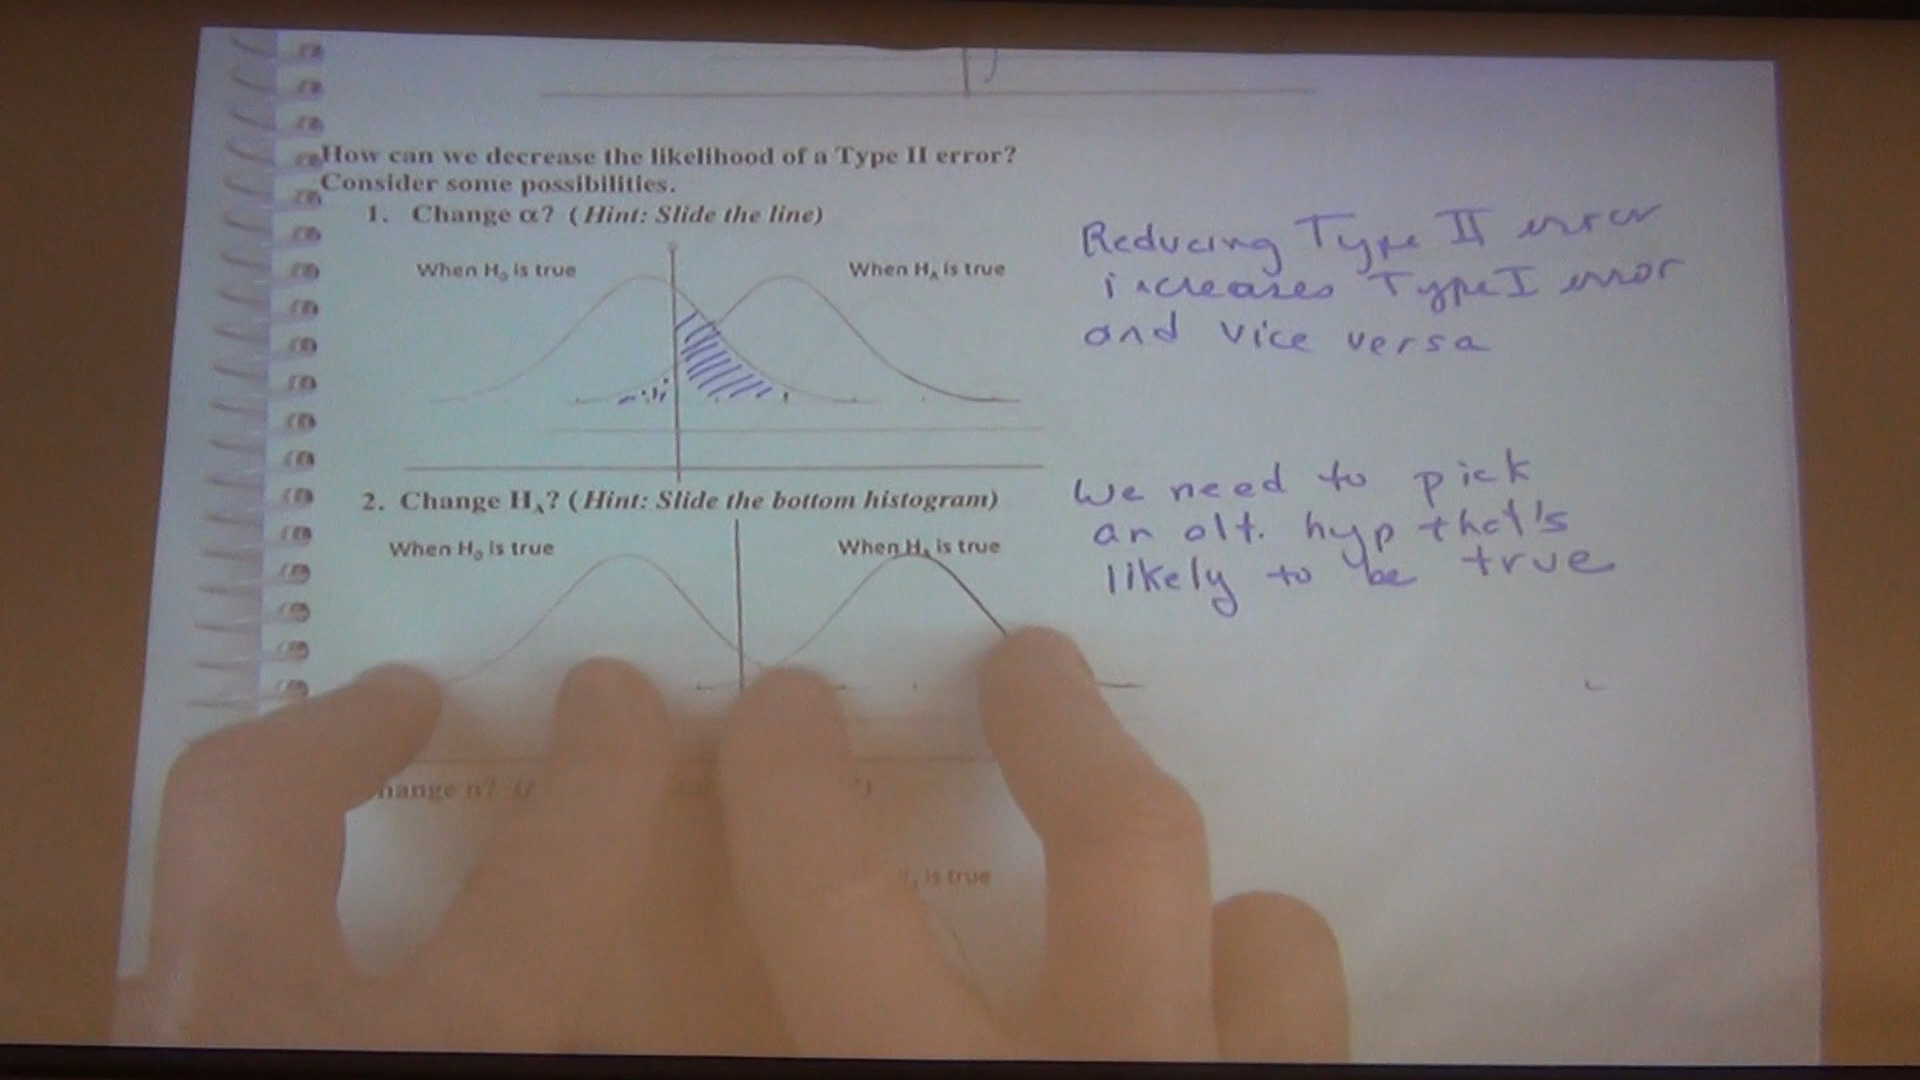 How can we decrease the likelihood of a Type II error?
Consider some possibilities.
1. Change α? (Hint: Slide the line)
When H₀ is true
When Hₐ is true
Reducing Type II error
increases Type I error
and vice versa
2. Change Hₐ? (Hint: Slide the bottom histogram)
When H₀ is true
When Hₐ is true
We need to pick
an alt. hyp that's
likely to be true
hange n?
is true